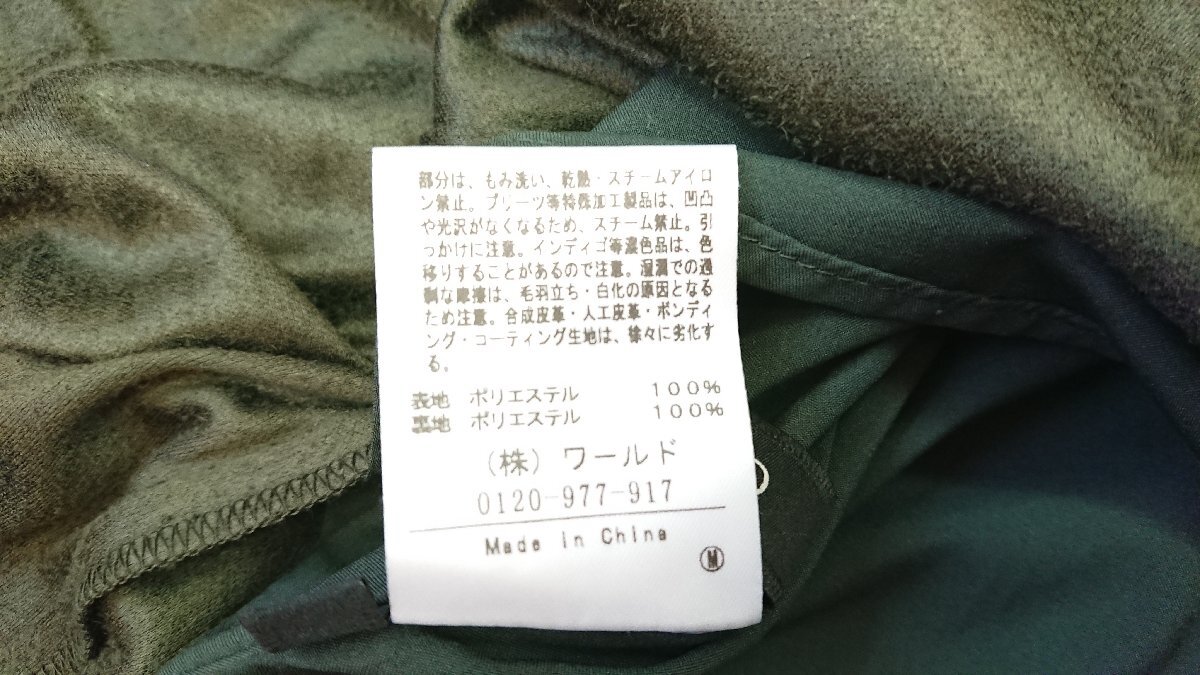 部分は、もみ洗い、乾熱・スチームアイロ
ン禁止。プリーツ等特殊加工製品は、凹凸
や光沢がなくなるため、スチーム禁止。引
っかけに注意。インディゴ等濃色品は、色
移りすることがあるので注意。湿潤での過
剰な摩擦は、毛羽立ち・白化の原因となる
ため注意。合成皮革・人工皮革・ボンディ
ング・コーティング生地は、徐々に劣化す
る。
表地 ポリエステル 100%
裏地 ポリエステル 100%
(株) ワールド
0120-977-917
Made in China
M